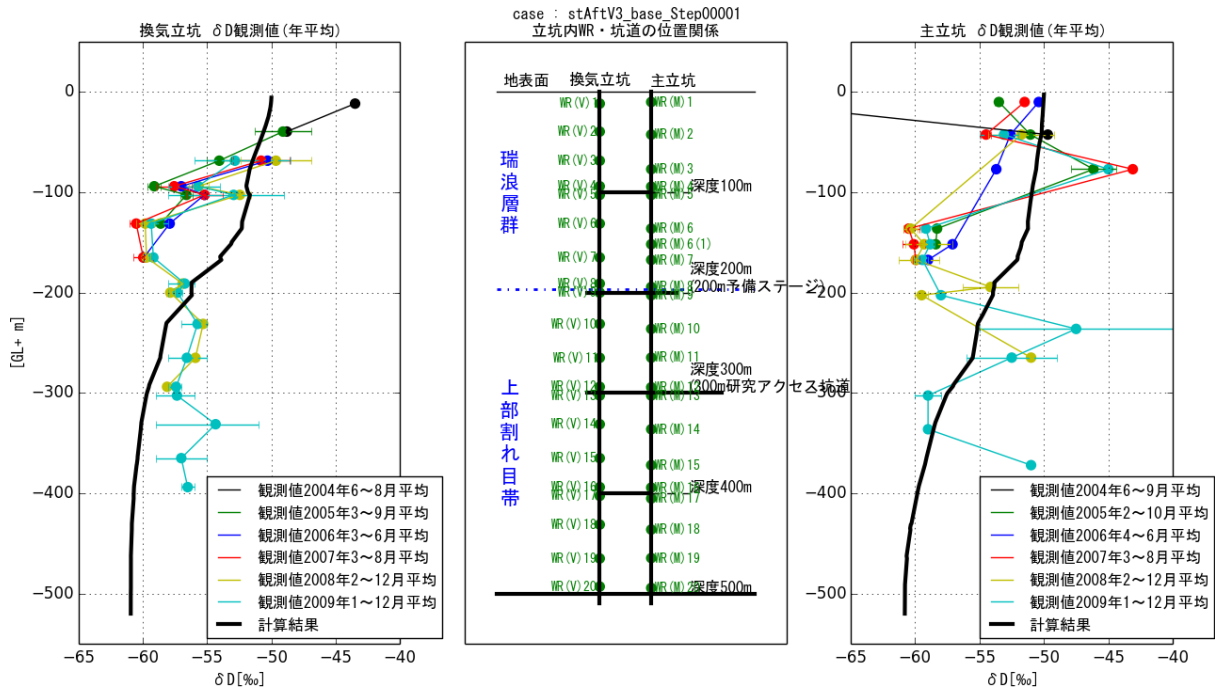 case : stAftV3_base_Step00001
換気立坑 δD観測値(年平均)
立坑内WR・坑道の位置関係
主立坑 δD観測値(年平均)
[GL+ m]
0
−100
−200
−300
−400
−500
−65
−60
−55
−50
−45
−40
δD[‰]
観測値2004年6～8月平均
観測値2005年3～9月平均
観測値2006年3～6月平均
観測値2007年3～8月平均
観測値2008年2～12月平均
観測値2009年1～12月平均
計算結果
地表面
換気立坑
主立坑
瑞浪層群
上部割れ目帯
WR(V)1
WR(V)2
WR(V)3
WR(V)4
WR(V)6
WR(V)7
WR(V)8
WR(V)10
WR(V)11
WR(V)12
WR(V)13
WR(V)14
WR(V)15
WR(V)16
WR(V)17
WR(V)18
WR(V)19
WR(V)20
WR(M)1
WR(M)2
WR(M)3
WR(M)4
WR(M)5
WR(M)6
WR(M)6(1)
WR(M)7
WR(M)8
WR(M)9
WR(M)10
WR(M)11
WR(M)13
WR(M)14
WR(M)15
WR(M)17
WR(M)18
WR(M)19
深度100m
深度200m
(200m予備ステージ)
深度300m
(300m研究アクセス坑道
深度400m
深度500m
0
−100
−200
−300
−400
−500
−65
−60
−55
−50
−45
−40
δD[‰]
観測値2004年6～9月平均
観測値2005年2～10月平均
観測値2006年4～6月平均
観測値2007年3～8月平均
観測値2008年2～12月平均
観測値2009年1～12月平均
計算結果